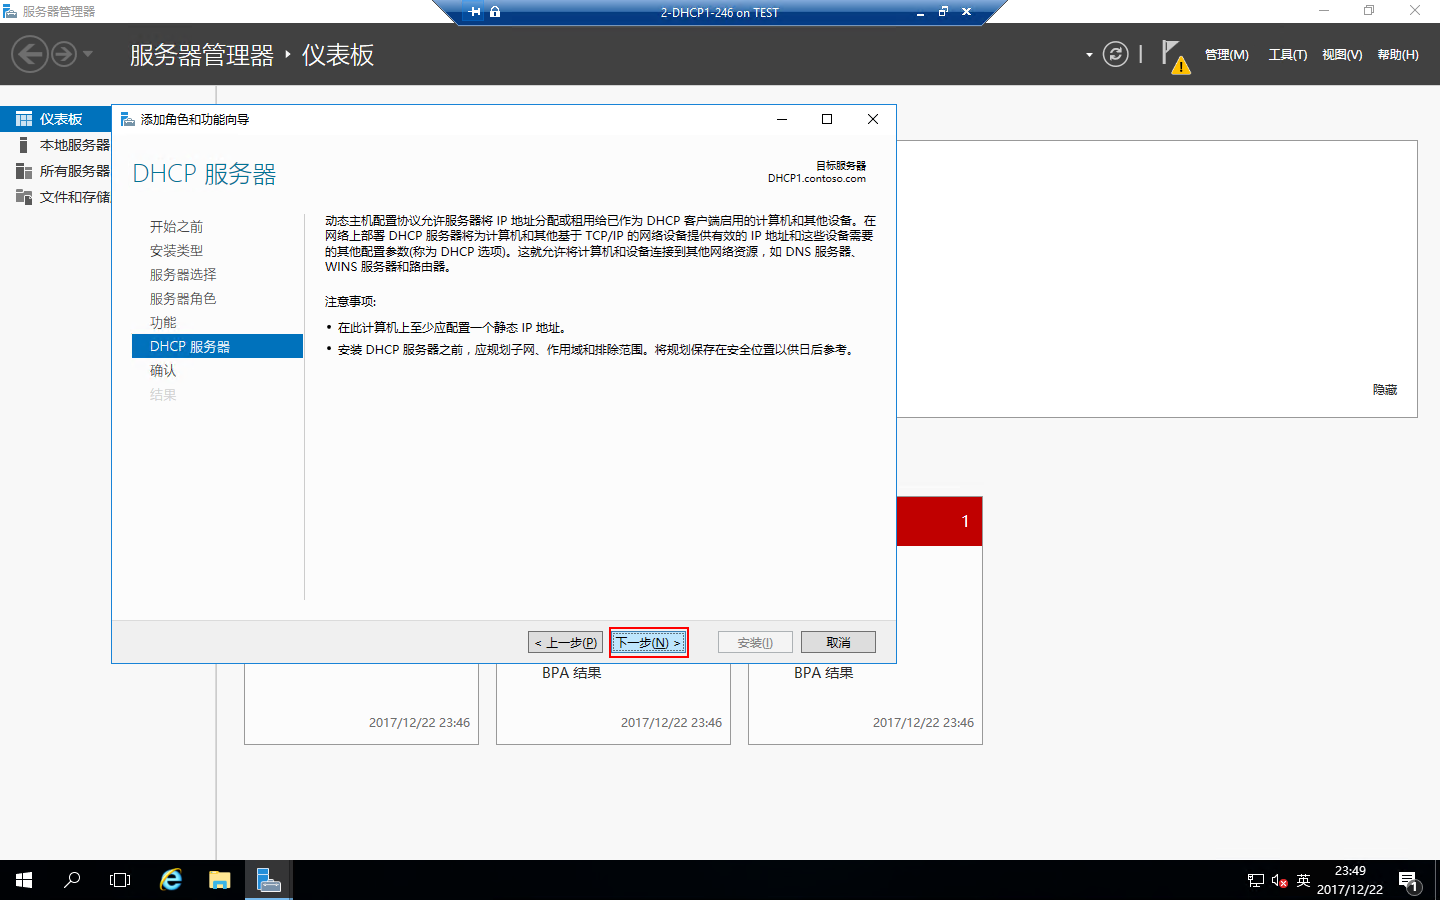 服务器管理器
2-DHCP1-246 on TEST
服务器管理器 ‣ 仪表板
管理(M) 工具(T) 视图(V) 帮助(H)
仪表板
本地服务器
所有服务器
文件和存储
添加角色和功能向导
DHCP 服务器
目标服务器
DHCP1.contoso.com
开始之前
安装类型
服务器选择
服务器角色
功能
DHCP 服务器
确认
结果
动态主机配置协议允许服务器将 IP 地址分配或租用给已作为 DHCP 客户端启用的计算机和其他设备。在
网络上部署 DHCP 服务器将为计算机和其他基于 TCP/IP 的网络设备提供有效的 IP 地址和这些设备需要
的其他配置参数(称为 DHCP 选项)。这就允许将计算机和设备连接到其他网络资源，如 DNS 服务器、
WINS 服务器和路由器。
注意事项:
• 在此计算机上至少应配置一个静态 IP 地址。
• 安装 DHCP 服务器之前，应规划子网、作用域和排除范围。将规划保存在安全位置以供日后参考。
< 上一步(P) 下一步(N) > 安装(I) 取消
隐藏
1
BPA 结果 BPA 结果
2017/12/22 23:46 2017/12/22 23:46 2017/12/22 23:46
英
23:49
2017/12/22
1